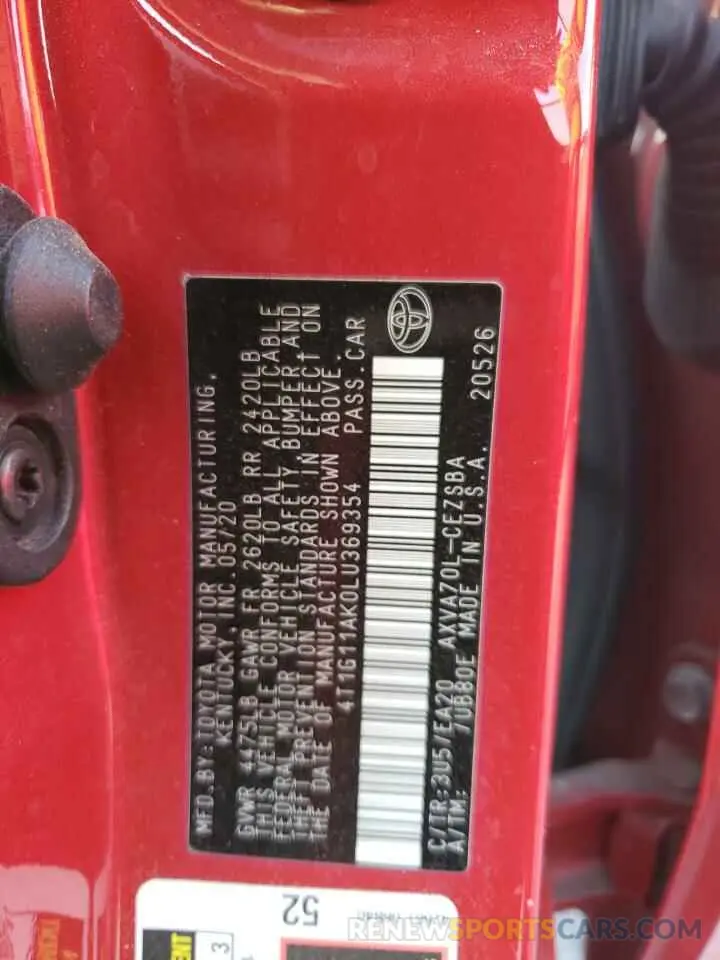 MFD. BY: TOYOTA MOTOR MANUFACTURING,
KENTUCKY, INC. 05/20
GVWR 4475LB GAWR FR 2620LB RR 2420LB
THIS VEHICLE CONFORMS TO ALL APPLICABLE
FEDERAL MOTOR VEHICLE SAFETY, BUMPER AND
THEFT PREVENTION STANDARDS IN EFFECT ON
THE DATE OF MANUFACTURE SHOWN ABOVE.
4T1G11AK0LU369354 PASS. CAR
C/TR: 3U5/EA20 AXVA70L-CEZSBA
A/TM: /UB80E MADE IN U.S.A. 20526
52
3
RENEWSPORTSCARS.COM